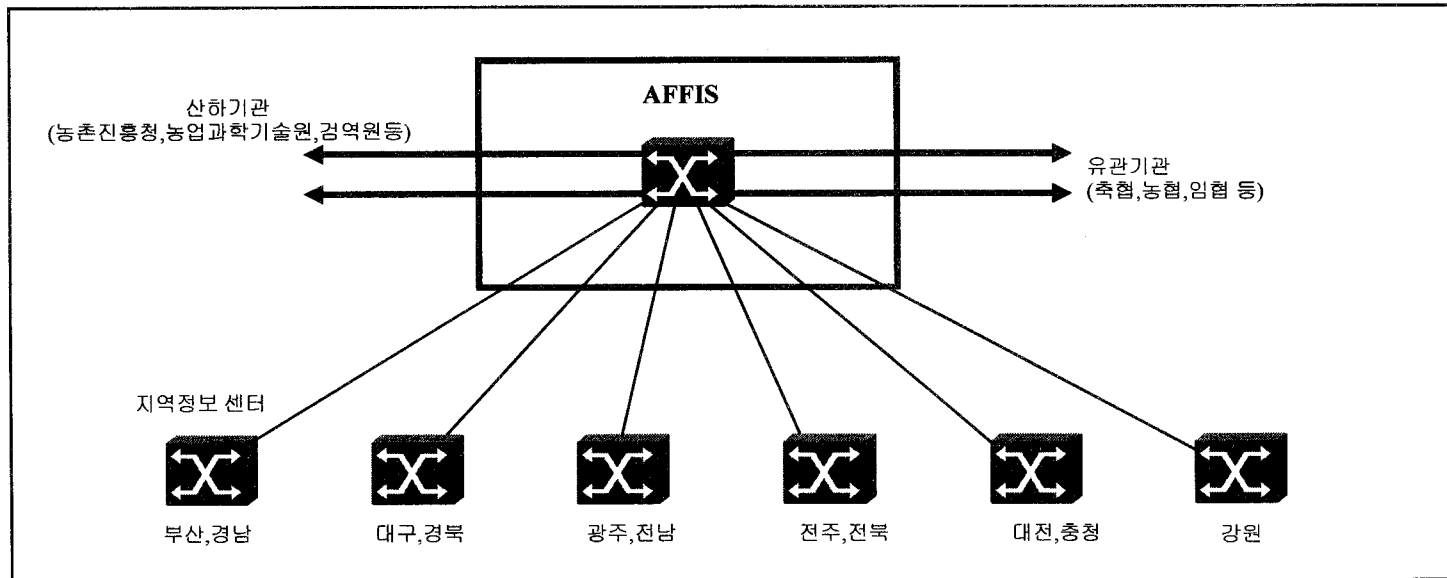 AFFIS
산하기관
(농촌진흥청,농업과학기술원,검역원등)
유관기관
(축협,농협,임협 등)
지역정보 센터
부산,경남
대구,경북
광주,전남
전주,전북
대전,충청
강원